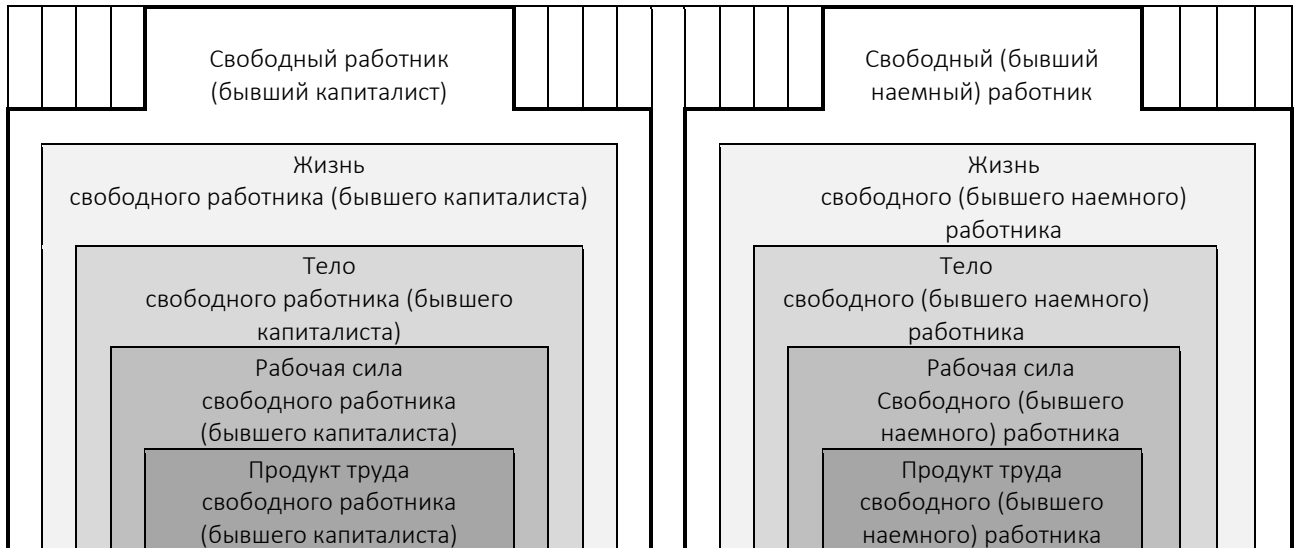 Свободный работник
(бывший капиталист)
Жизнь
свободного работника (бывшего капиталиста)
Тело
свободного работника (бывшего
капиталиста)
Рабочая сила
свободного работника
(бывшего капиталиста)
Продукт труда
свободного работника
(бывшего капиталиста)
Свободный (бывший
наемный) работник
Жизнь
свободного (бывшего наемного)
работника
Тело
свободного (бывшего наемного)
работника
Рабочая сила
Свободного (бывшего
наемного) работника
Продукт труда
свободного (бывшего
наемного) работника